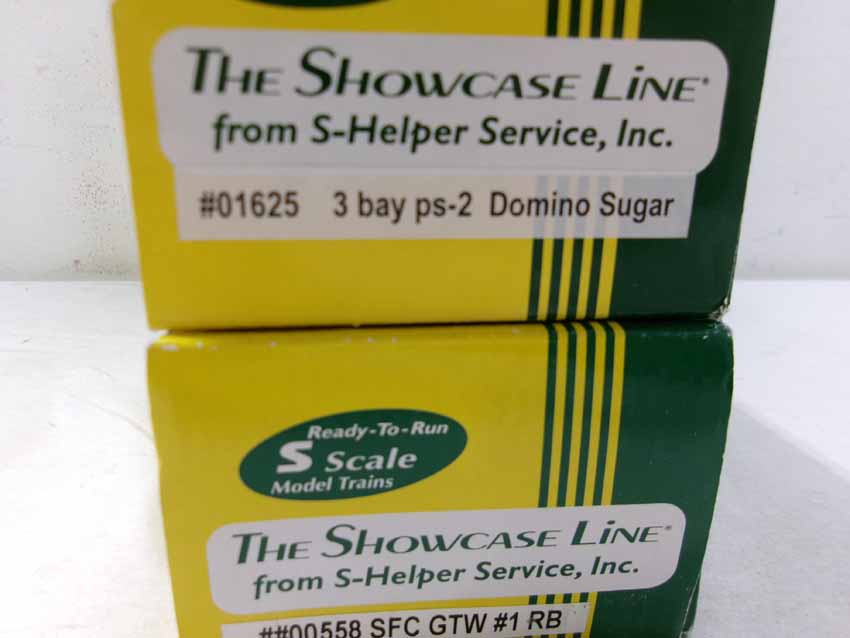 THE SHOWCASE LINE®
from S-Helper Service, Inc.
#01625 3 bay ps-2 Domino Sugar
Ready-To-Run
S Scale
Model Trains
THE SHOWCASE LINE®
from S-Helper Service, Inc.
##00558 SFC GTW #1 RB